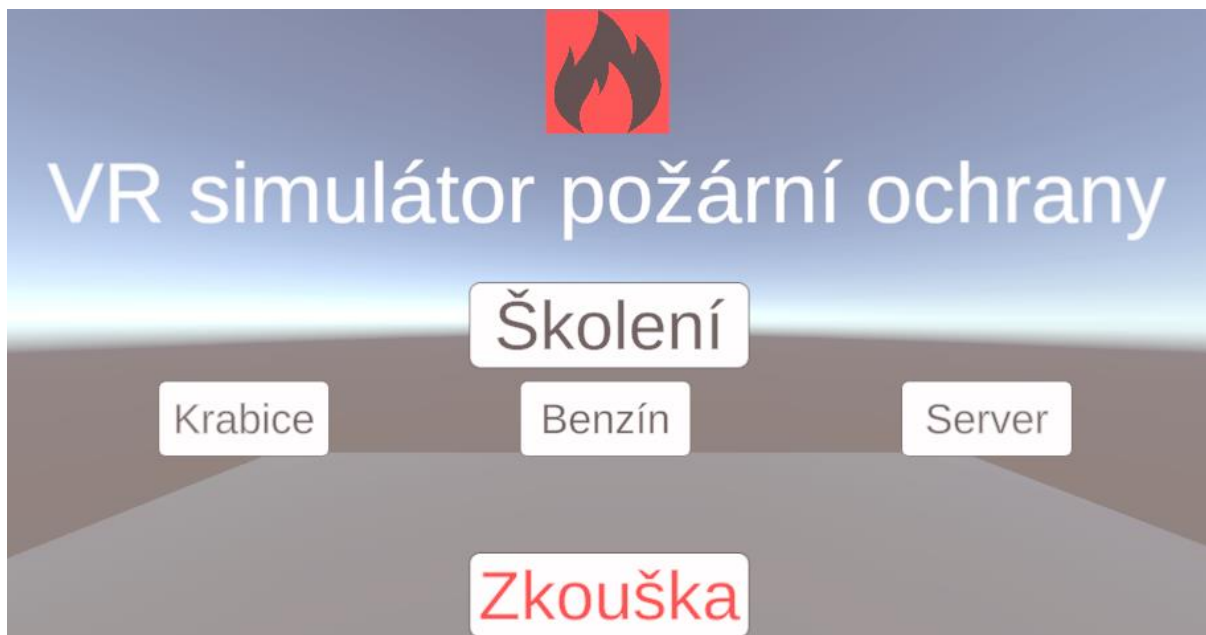 VR simulátor požární ochrany
Školení
Krabice Benzín Server
Zkouška